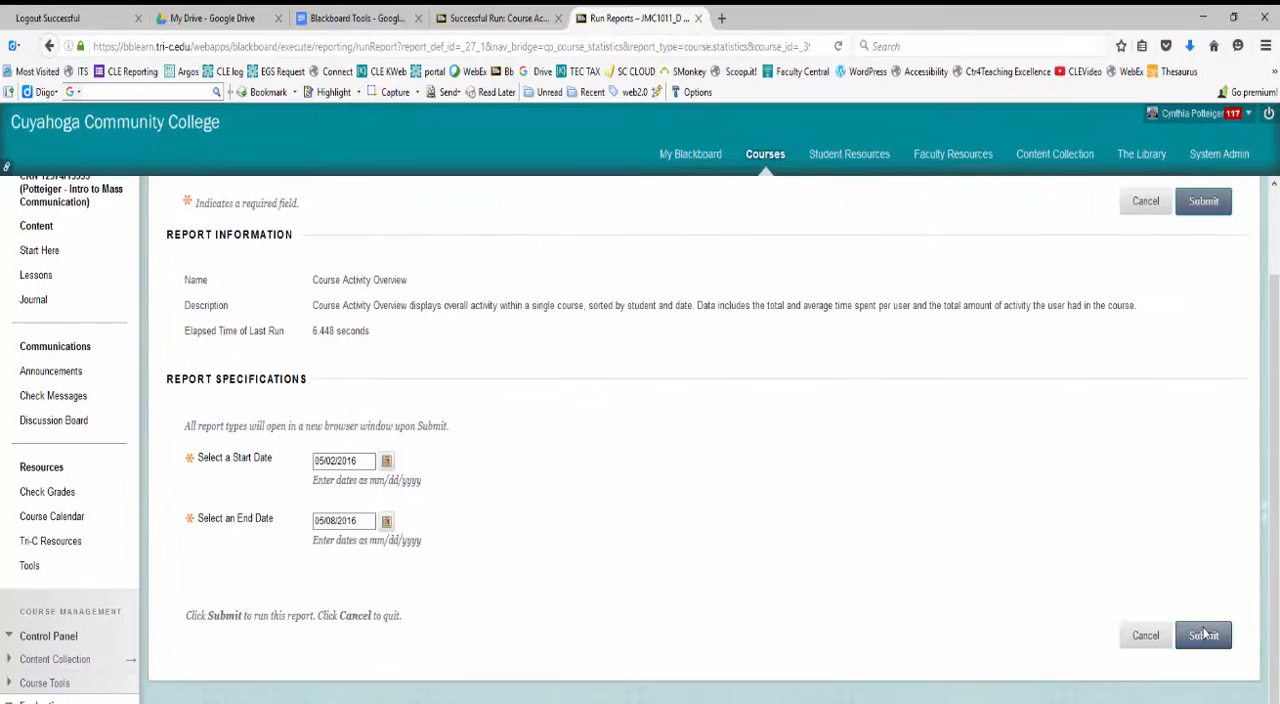 Logout Successful
My Drive - Google Drive
Blackboard Tools - Googl...
Successful Run: Course Ac...
Run Reports – JMC1011_D ...
https://bblearn.tri-c.edu/webapps/blackboard/execute/reporting/runReport?report_def_id=_27_1&nav_bridge=cp_course_statistics&report_type=course.statistics&course_id=_3
Search
Most Visited ITS CLE Reporting Argos CLE log EGS Request Connect CLE KWeb portal WebEx Bb Drive TEC TAX SC CLOUD SMonkey Scoopit! Faculty Central WordPress Accessibility Ctr4Teaching Excellence CLEVideo WebEx Thesaurus
Diigo Bookmark Highlight Capture Send Read Later Unread Recent web2.0 Options Go premium!
Cuyahoga Community College
Cynthia Potteiger 117
My Blackboard Courses Student Resources Faculty Resources Content Collection The Library System Admin
(Potteiger - Intro to Mass
Communication)
Content
Start Here
Lessons
Journal
Communications
Announcements
Check Messages
Discussion Board
Resources
Check Grades
Course Calendar
Tri-C Resources
Tools
COURSE MANAGEMENT
Control Panel
Content Collection
Course Tools
* Indicates a required field.
Cancel Submit
REPORT INFORMATION
Name Course Activity Overview
Description Course Activity Overview displays overall activity within a single course, sorted by student and date. Data includes the total and average time spent per user and the total amount of activity the user had in the course.
Elapsed Time of Last Run 6.448 seconds
REPORT SPECIFICATIONS
All report types will open in a new browser window upon Submit.
* Select a Start Date 05/02/2016
Enter dates as mm/dd/yyyy
* Select an End Date 05/08/2016
Enter dates as mm/dd/yyyy
Click Submit to run this report. Click Cancel to quit.
Cancel Submit